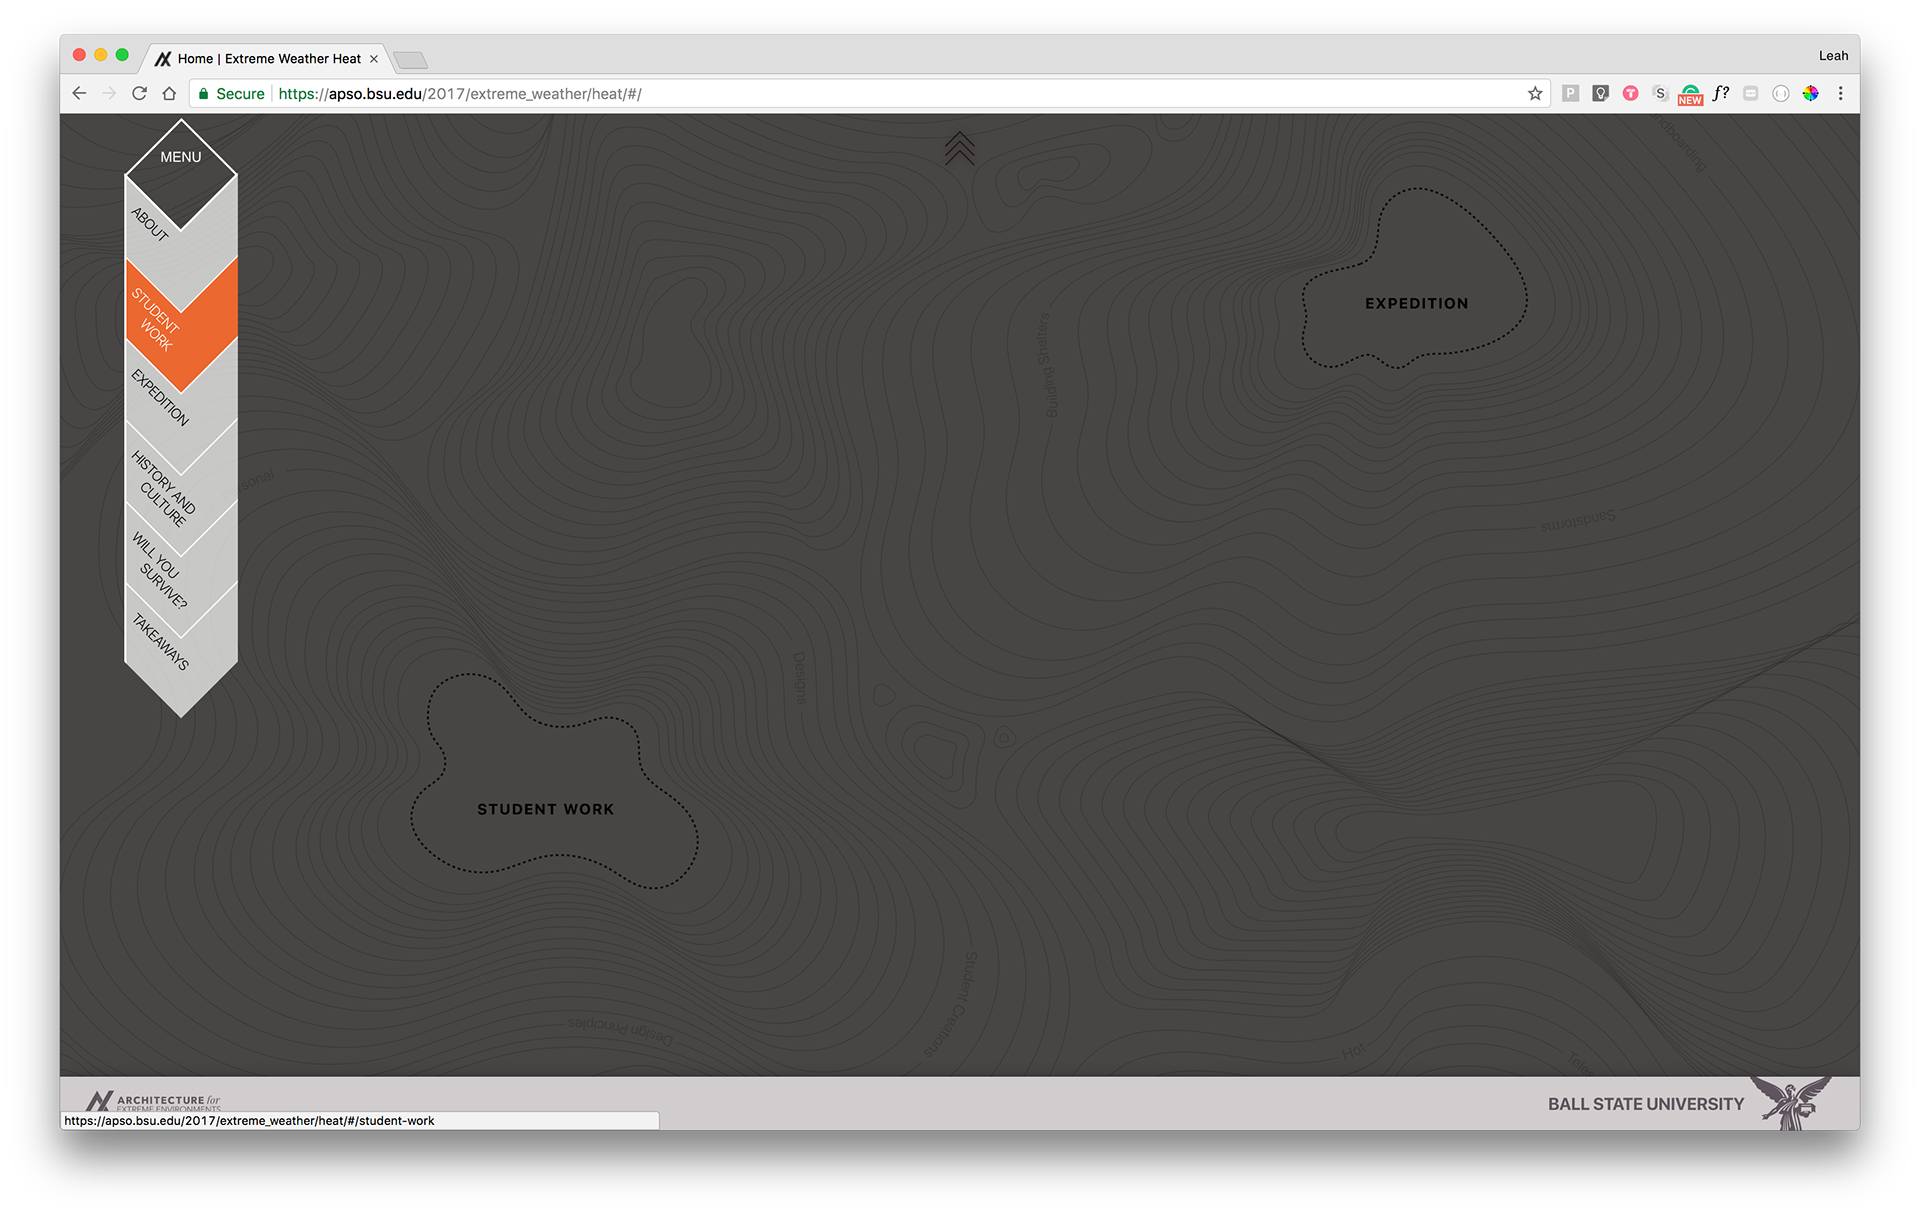 Home | Extreme Weather Heat
Leah
Secure
https://apso.bsu.edu/2017/extreme_weather/heat/#/
P
T
S
NEW
f?
MENU
ABOUT
STUDENT
WORK
EXPEDITION
HISTORY AND
CULTURE
WILL YOU
SURVIVE?
TAKEAWAYS
EXPEDITION
Building Shelters
Sandstorms
Designs
STUDENT WORK
Student Creations
Design Principles
Hot
ARCHITECTURE for
EXTREME ENVIRONMENTS
https://apso.bsu.edu/2017/extreme_weather/heat/#/student-work
BALL STATE UNIVERSITY